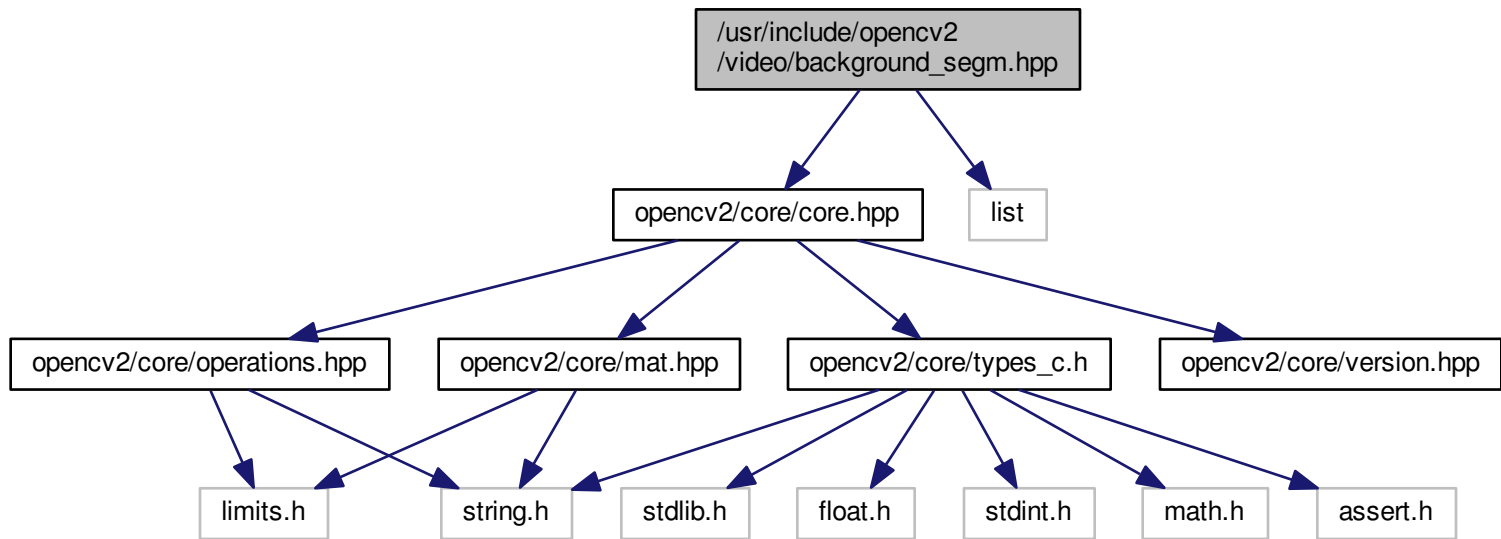 /usr/include/opencv2
/video/background_segm.hpp
opencv2/core/core.hpp
list
opencv2/core/operations.hpp
opencv2/core/mat.hpp
opencv2/core/types_c.h
opencv2/core/version.hpp
limits.h
string.h
stdlib.h
float.h
stdint.h
math.h
assert.h